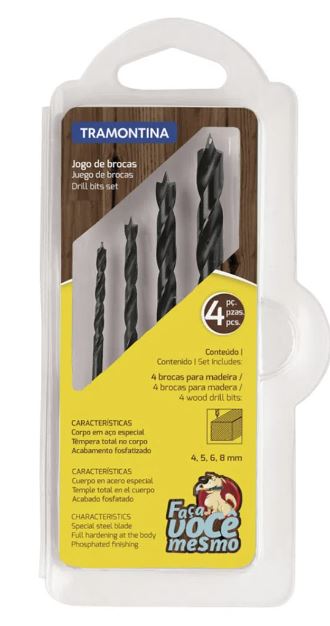 TRAMONTINA
Jogo de brocas
Juego de brocas
Drill bits set
4 pç.
pzas.
pcs.
Conteúdo |
Contenido | Set Includes:
4 brocas para madeira /
4 brocas para madera /
4 wood drill bits:
4, 5, 6, 8 mm
CARACTERÍSTICAS
Corpo em aço especial
Têmpera total no corpo
Acabamento fosfatizado
CARACTERÍSTICAS
Cuerpo en acero especial
Temple total en el cuerpo
Acabado fosfatado
CHARACTERISTICS
Special steel blade
Full hardening at the body
Phosphated finishing
Faça
você
mesmo